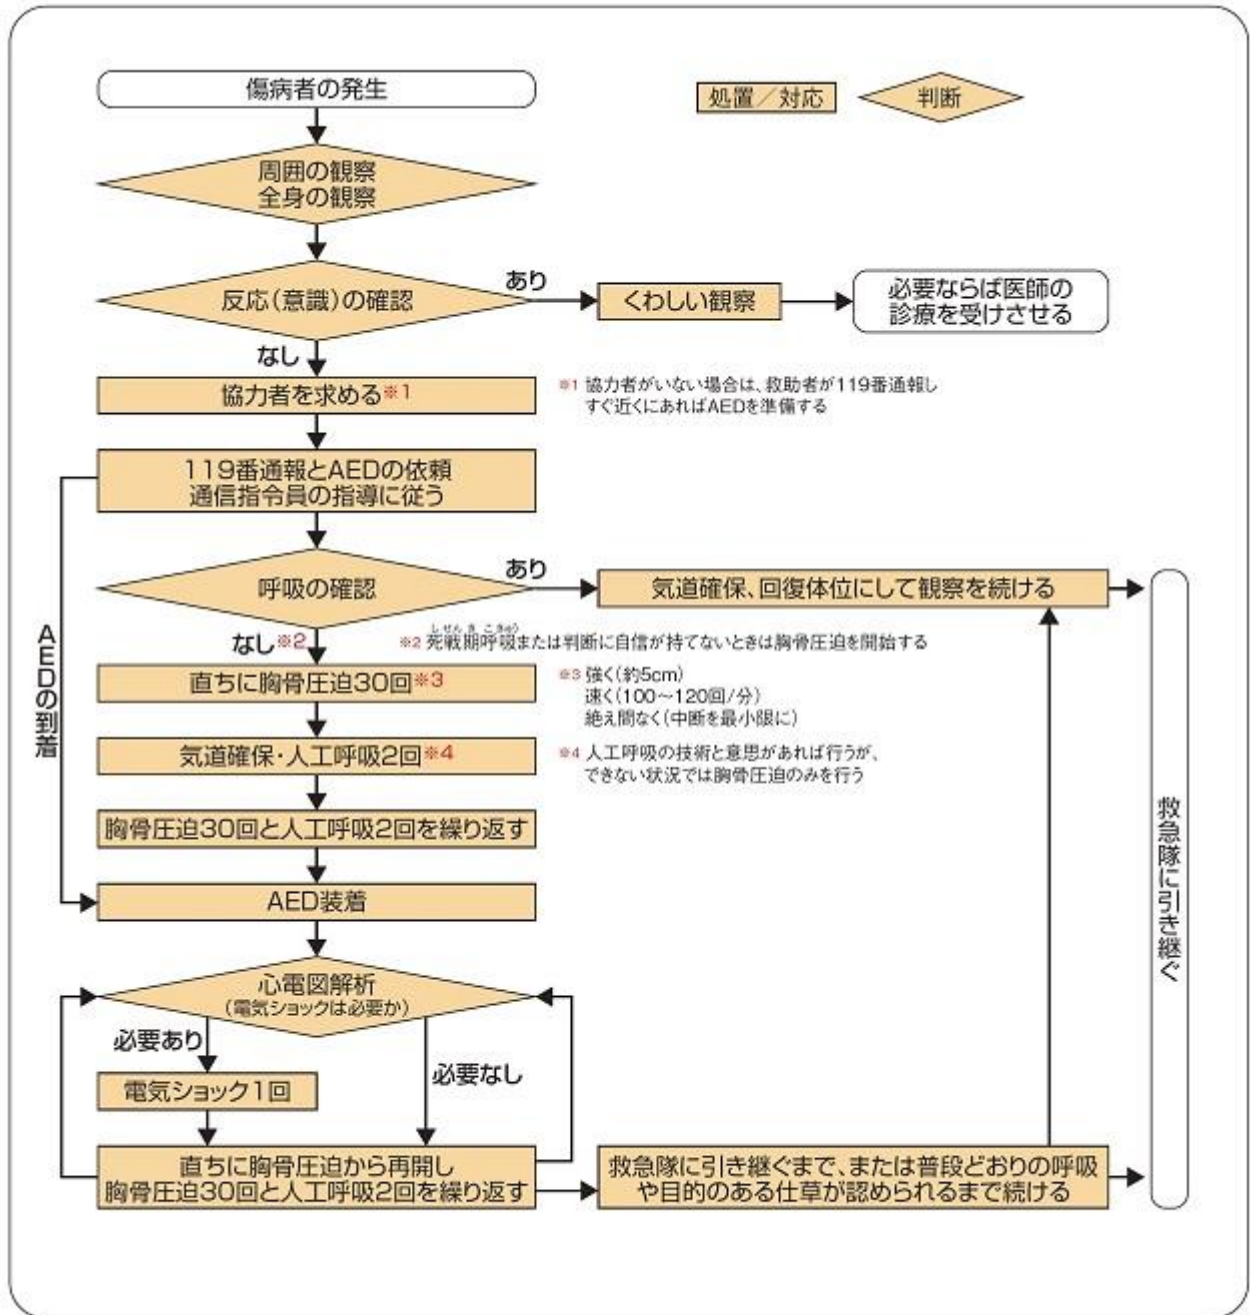 傷病者の発生
処置／対応
判断
周囲の観察
全身の観察
反応(意識)の確認
あり
くわしい観察
必要ならば医師の
診療を受けさせる
なし
協力者を求める※1
※1 協力者がいない場合は、救助者が119番通報し
すぐ近くにあればAEDを準備する
119番通報とAEDの依頼
通信指令員の指導に従う
呼吸の確認
あり
気道確保、回復体位にして観察を続ける
なし※2
しせんきこきゅう
※2 死戦期呼吸または判断に自信が持てないときは胸骨圧迫を開始する
直ちに胸骨圧迫30回※3
※3 強く(約5cm)
速く(100〜120回/分)
絶え間なく(中断を最小限に)
気道確保・人工呼吸2回※4
※4 人工呼吸の技術と意思があれば行うが、
できない状況では胸骨圧迫のみを行う
胸骨圧迫30回と人工呼吸2回を繰り返す
AEDの到着
AED装着
心電図解析
(電気ショックは必要か)
必要あり
必要なし
電気ショック1回
直ちに胸骨圧迫から再開し
胸骨圧迫30回と人工呼吸2回を繰り返す
救急隊に引き継ぐまで、または普段どおりの呼吸
や目的のある仕草が認められるまで続ける
救急隊に引き継ぐ